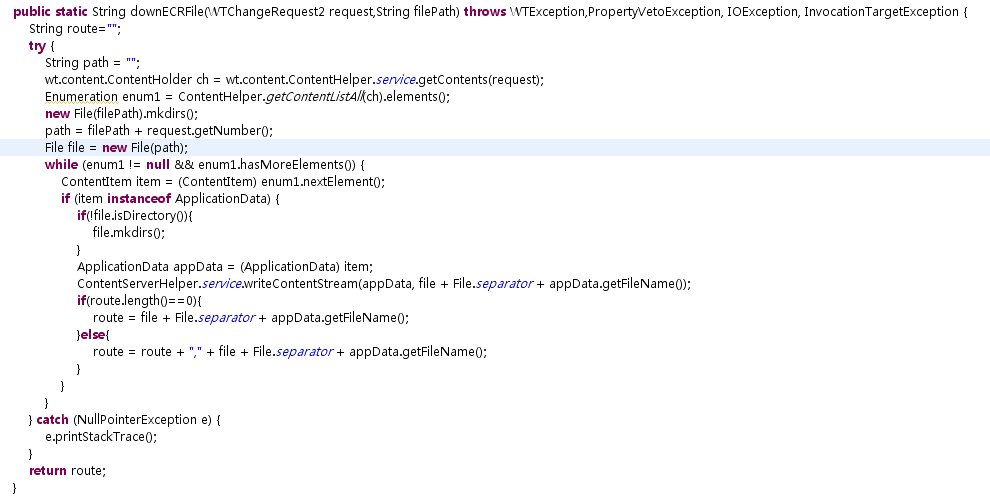 public static String downECRFile(WTChangeRequest2 request,String filePath) throws WTException,PropertyVetoException, IOException, InvocationTargetException {
String route="";
try {
String path = "";
wt.content.ContentHolder ch = wt.content.ContentHelper.service.getContents(request);
Enumeration enum1 = ContentHelper.getContentListAll(ch).elements();
new File(filePath).mkdirs();
path = filePath + request.getNumber();
File file = new File(path);
while (enum1 != null && enum1.hasMoreElements()) {
ContentItem item = (ContentItem) enum1.nextElement();
if (item instanceof ApplicationData) {
if(!file.isDirectory()){
file.mkdirs();
}
ApplicationData appData = (ApplicationData) item;
ContentServerHelper.service.writeContentStream(appData, file + File.separator + appData.getFileName());
if(route.length()==0){
route = file + File.separator + appData.getFileName();
}else{
route = route + "," + file + File.separator + appData.getFileName();
}
}
}
} catch (NullPointerException e) {
e.printStackTrace();
}
return route;
}